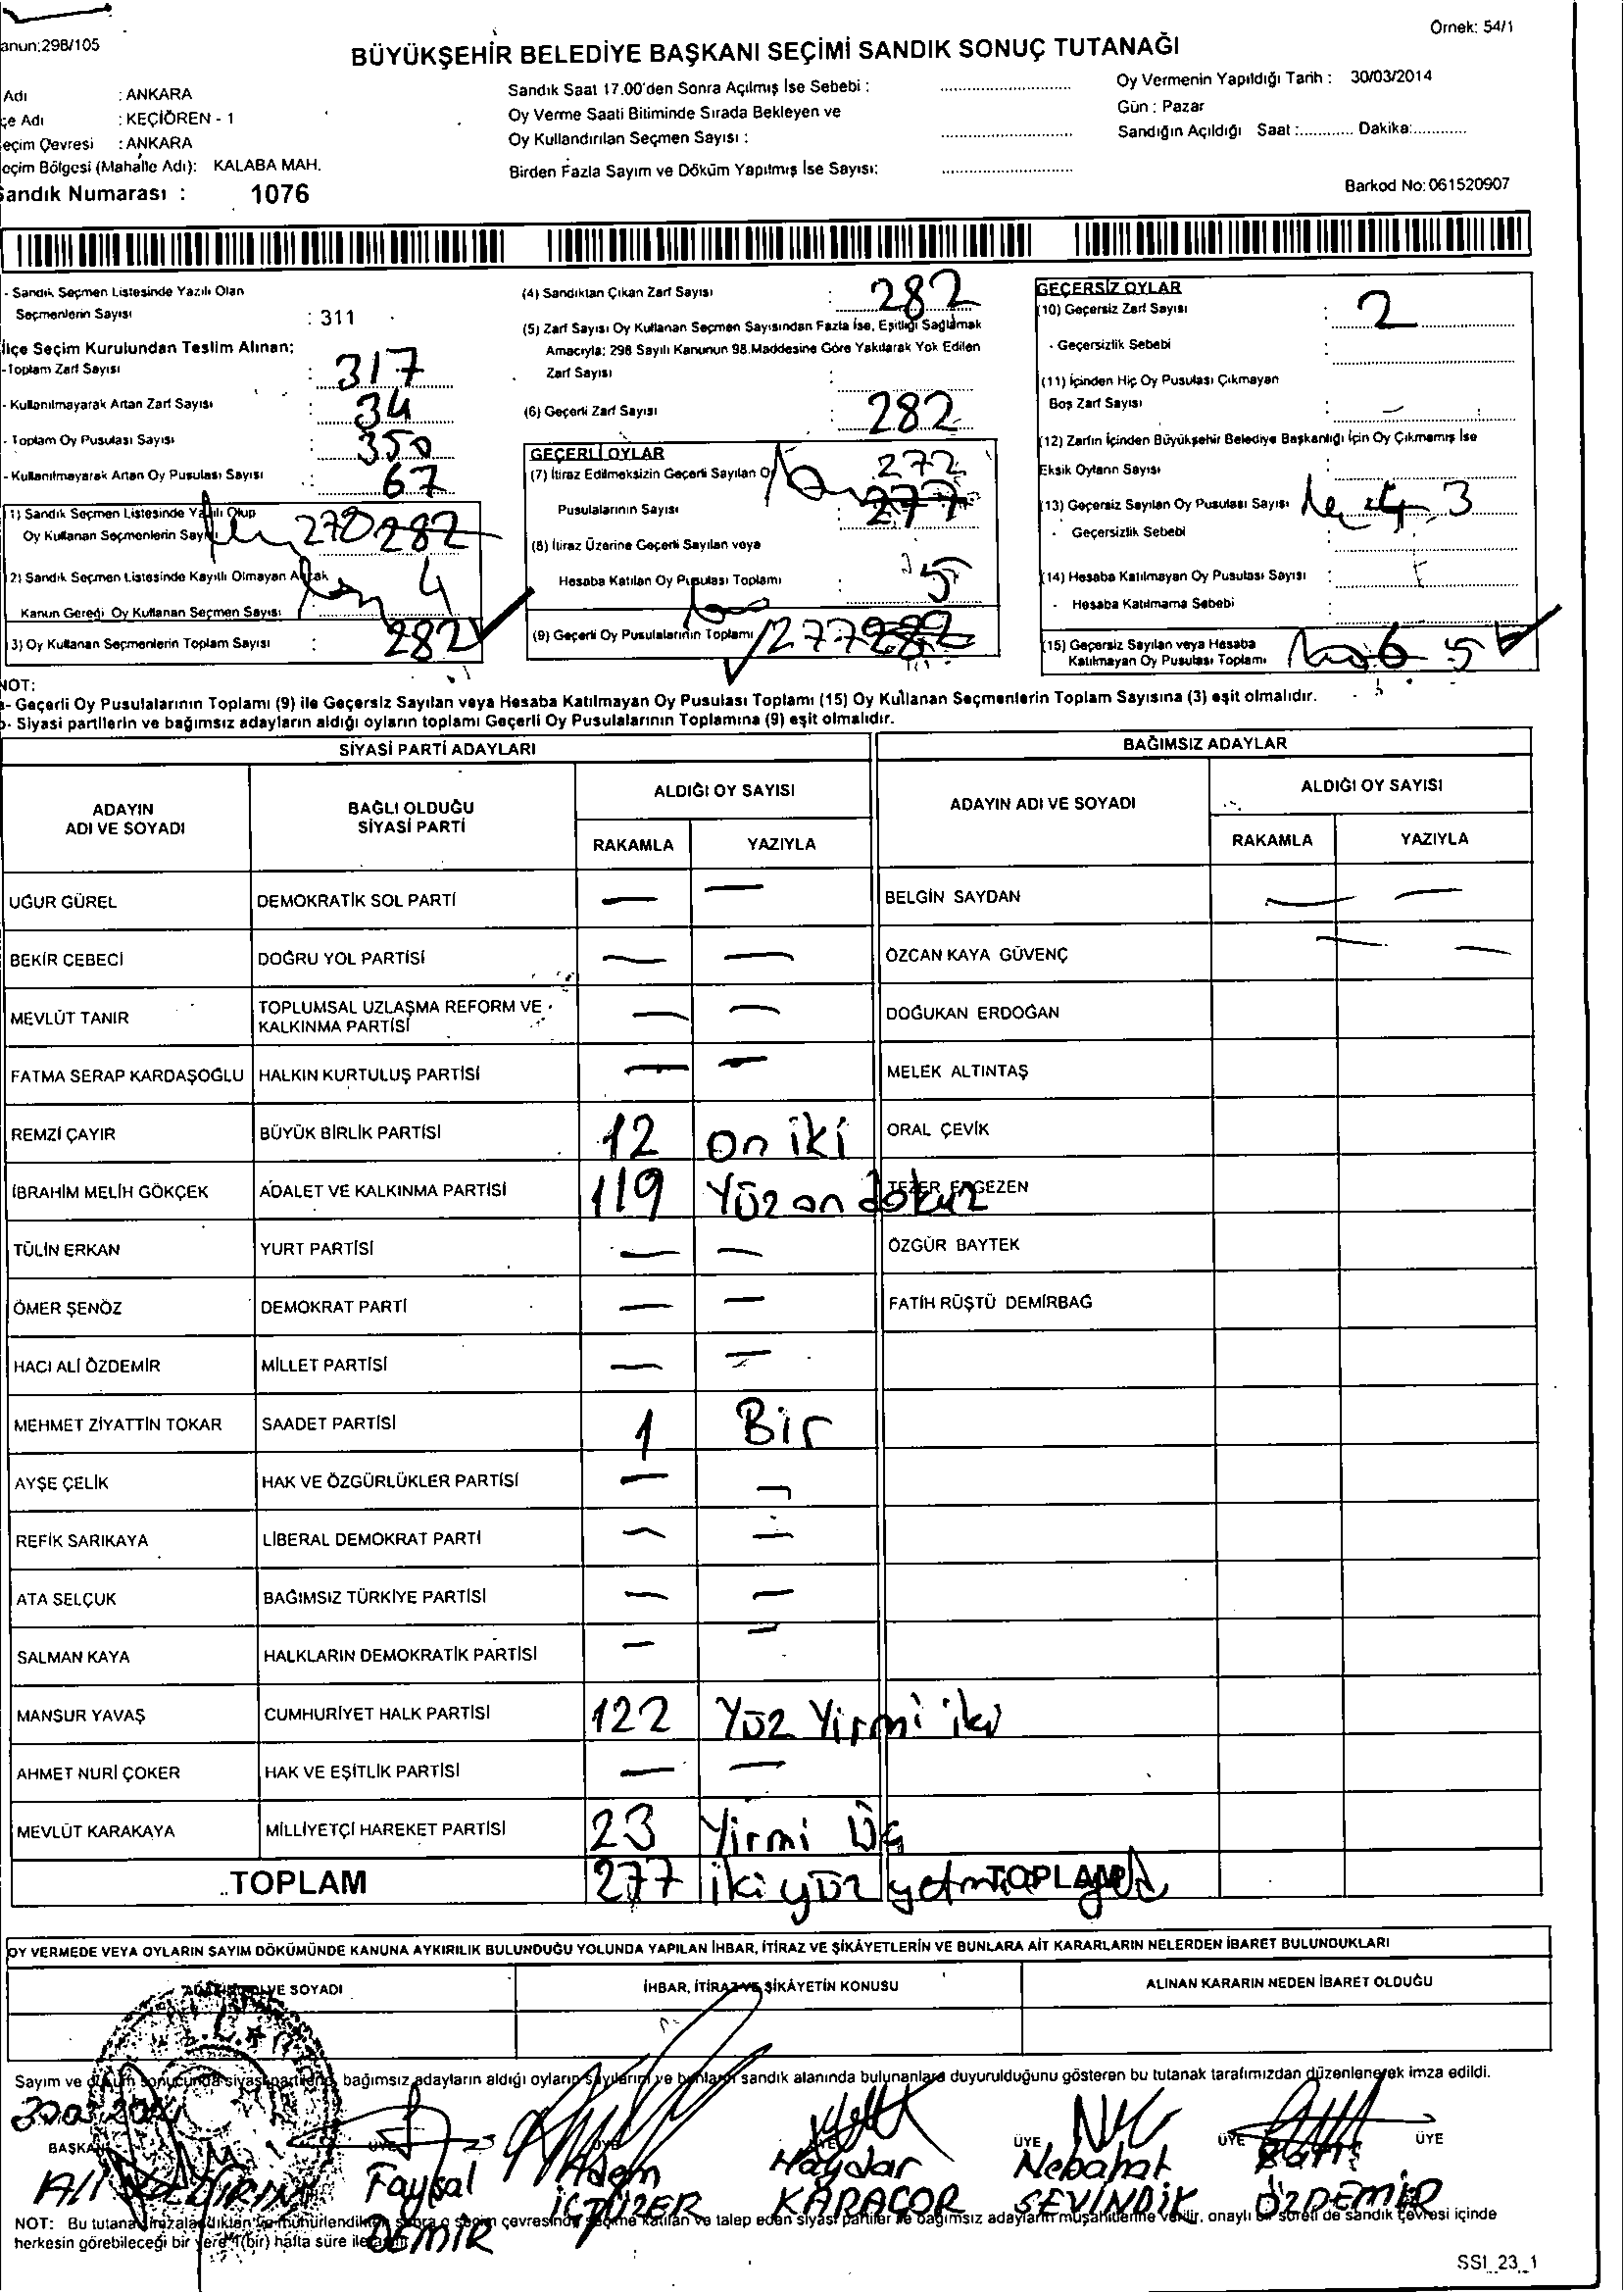 anun:298/105
Örnek: 54/1
BÜYÜKŞEHİR BELEDİYE BAŞKANI SEÇİMİ SANDIK SONUÇ TUTANAĞI
Adı : ANKARA
çe Adı : KEÇİÖREN - 1
eçim Çevresi : ANKARA
eçim Bölgesi (Mahalle Adı): KALABA MAH.
Sandık Numarası : 1076
Sandık Saat 17.00'den Sonra Açılmış İse Sebebi :
Oy Verme Saati Bitiminde Sırada Bekleyen ve
Oy Kullandırılan Seçmen Sayısı :
Birden Fazla Sayım ve Döküm Yapılmış İse Sayısı:
Oy Vermenin Yapıldığı Tarih : 30/03/2014
Gün : Pazar
Sandığın Açıldığı Saat :............ Dakika:............
Barkod No: 061520907
- Sandık Seçmen Listesinde Yazılı Olan
Seçmenlerin Sayısı : 311
İlçe Seçim Kurulundan Teslim Alınan;
-Toplam Zarf Sayısı : 317
- Kullanılmayarak Artan Zarf Sayısı : 34
- Toplam Oy Pusulası Sayısı : 350
- Kullanılmayarak Artan Oy Pusulası Sayısı : 67
1) Sandık Seçmen Listesinde Yazılı Olup
Oy Kullanan Seçmenlerin Sayısı 282
2) Sandık Seçmen Listesinde Kayıtlı Olmayan Ancak
Kanun Gereği Oy Kullanan Seçmen Sayısı: 4
3) Oy Kullanan Seçmenlerin Toplam Sayısı : 282
(4) Sandıktan Çıkan Zarf Sayısı : 282
(5) Zarf Sayısı Oy Kullanan Seçmen Sayısından Fazla İse, Eşitliği Sağlamak
Amacıyla; 298 Sayılı Kanunun 98.Maddesine Göre Yakılarak Yok Edilen
Zarf Sayısı :
(6) Geçerli Zarf Sayısı : 282
GEÇERLİ OYLAR
(7) İtiraz Edilmeksizin Geçerli Sayılan Oy 272
Pusulalarının Sayısı 277
(8) İtiraz Üzerine Geçerli Sayılan veya
Hesaba Katılan Oy Pusulası Toplamı : 5
(9) Geçerli Oy Pusulalarının Toplamı 277 282
GEÇERSİZ OYLAR
(10) Geçersiz Zarf Sayısı : 2
- Geçersizlik Sebebi :
(11) İçinden Hiç Oy Pusulası Çıkmayan
Boş Zarf Sayısı : -
(12) Zarfın İçinden Büyükşehir Belediye Başkanlığı İçin Oy Çıkmamış İse
Eksik Oyların Sayısı :
(13) Geçersiz Sayılan Oy Pusulası Sayısı 3
- Geçersizlik Sebebi :
(14) Hesaba Katılmayan Oy Pusulası Sayısı :
- Hesaba Katılmama Sebebi :
(15) Geçersiz Sayılan veya Hesaba
Katılmayan Oy Pusulası Toplamı 6 5
NOT:
a- Geçerli Oy Pusulalarının Toplamı (9) ile Geçersiz Sayılan veya Hesaba Katılmayan Oy Pusulası Toplamı (15) Oy Kullanan Seçmenlerin Toplam Sayısına (3) eşit olmalıdır.
b- Siyasi partilerin ve bağımsız adayların aldığı oyların toplamı Geçerli Oy Pusulalarının Toplamına (9) eşit olmalıdır.
SİYASİ PARTİ ADAYLARI
BAĞIMSIZ ADAYLAR
ADAYIN ADI VE SOYADI
BAĞLI OLDUĞU SİYASİ PARTİ
ALDIĞI OY SAYISI
RAKAMLA YAZIYLA
ADAYIN ADI VE SOYADI
ALDIĞI OY SAYISI
RAKAMLA YAZIYLA
UĞUR GÜREL DEMOKRATİK SOL PARTİ — — BELGİN SAYDAN — —
BEKİR CEBECİ DOĞRU YOL PARTİSİ — — ÖZCAN KAYA GÜVENÇ — —
MEVLÜT TANIR TOPLUMSAL UZLAŞMA REFORM VE KALKINMA PARTİSİ — — DOĞUKAN ERDOĞAN
FATMA SERAP KARDAŞOĞLU HALKIN KURTULUŞ PARTİSİ — — MELEK ALTINTAŞ
REMZİ ÇAYIR BÜYÜK BİRLİK PARTİSİ 12 on iki ORAL ÇEVİK
İBRAHİM MELİH GÖKÇEK ADALET VE KALKINMA PARTİSİ 119 Yüz on dokuz TEZER ERGEZEN
TÜLİN ERKAN YURT PARTİSİ — — ÖZGÜR BAYTEK
ÖMER ŞENÖZ DEMOKRAT PARTİ — — FATİH RÜŞTÜ DEMİRBAĞ
HACI ALİ ÖZDEMİR MİLLET PARTİSİ — —
MEHMET ZİYATTİN TOKAR SAADET PARTİSİ 1 Bir
AYŞE ÇELİK HAK VE ÖZGÜRLÜKLER PARTİSİ — —
REFİK SARIKAYA LİBERAL DEMOKRAT PARTİ — —
ATA SELÇUK BAĞIMSIZ TÜRKİYE PARTİSİ — —
SALMAN KAYA HALKLARIN DEMOKRATİK PARTİSİ — —
MANSUR YAVAŞ CUMHURİYET HALK PARTİSİ 122 Yüz Yirmi iki
AHMET NURİ ÇOKER HAK VE EŞİTLİK PARTİSİ — —
MEVLÜT KARAKAYA MİLLİYETÇİ HAREKET PARTİSİ 23 Yirmi Üç
TOPLAM 277 iki yüz yetmiş yedi TOPLAM
OY VERMEDE VEYA OYLARIN SAYIM DÖKÜMÜNDE KANUNA AYKIRILIK BULUNDUĞU YOLUNDA YAPILAN İHBAR, İTİRAZ VE ŞİKÂYETLERİN VE BUNLARA AİT KARARLARIN NELERDEN İBARET BULUNDUKLARI
ADAYIN ADI VE SOYADI
İHBAR, İTİRAZ VE ŞİKÂYETİN KONUSU
ALINAN KARARIN NEDEN İBARET OLDUĞU
Sayım ve döküm sonucunda siyasi partilerin, bağımsız adayların aldığı oyların sayılarını ve bunların sandık alanında bulunanlara duyurulduğunu gösteren bu tutanak tarafımızdan düzenlenerek imza edildi.
30.03.2014
BAŞKAN ÜYE ÜYE ÜYE ÜYE ÜYE ÜYE
Ali Faysal DEMİR Adem İÇDÜZER Haydar KARAÇOR Nebahat SEVİNDİK Barış ÖZDEMİR
NOT: Bu tutanak imzalandıktan ve mühürlendikten sonra o seçim çevresinde seçime katılan ve talep eden siyasi partiler ile bağımsız adayların müşahitlerine verilir, onaylı bir sureti de sandık çevresi içinde
herkesin görebileceği bir yere 1(bir) hafta süre ile asılır.
SSI_23_1